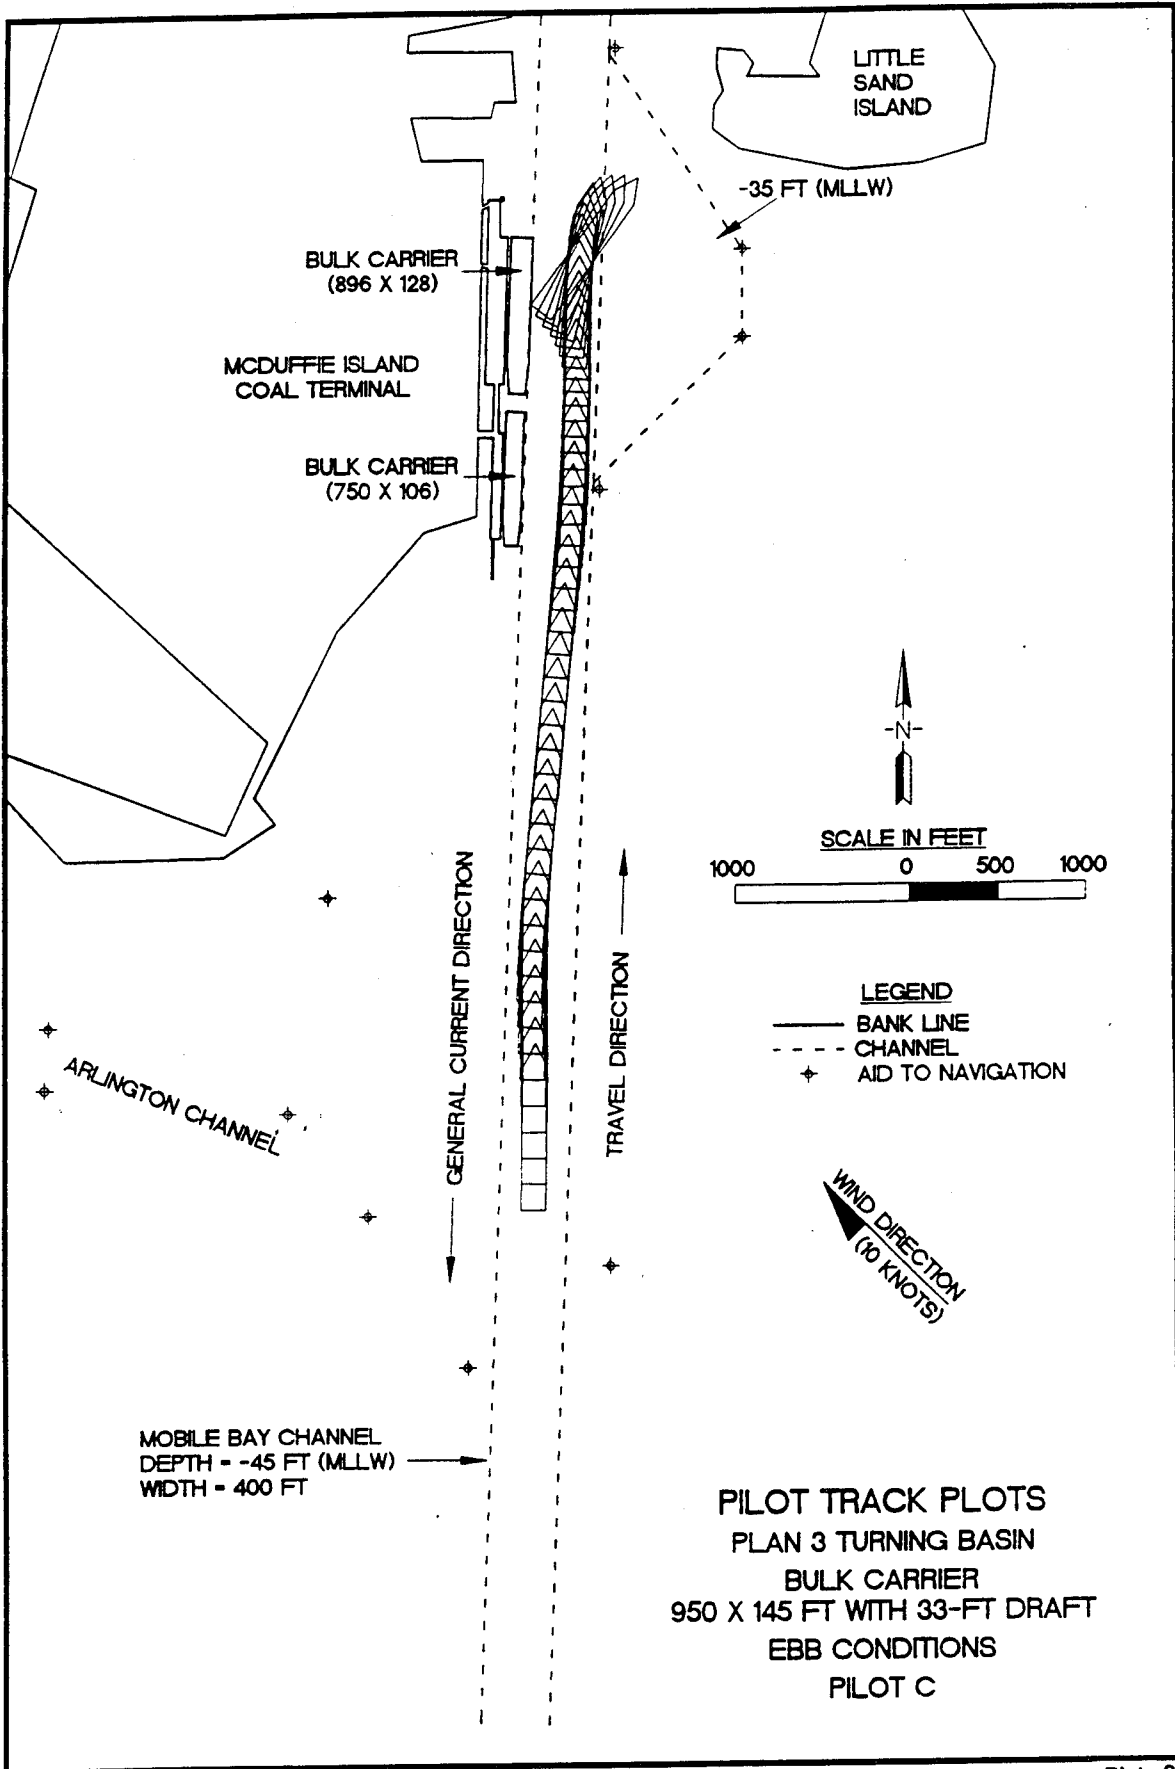 LITTLE
SAND
ISLAND
-35 FT (MLLW)
BULK CARRIER
(896 X 128)
MCDUFFIE ISLAND
COAL TERMINAL
BULK CARRIER
(750 X 106)
-N-
SCALE IN FEET
1000 0 500 1000
GENERAL CURRENT DIRECTION
TRAVEL DIRECTION
LEGEND
BANK LINE
CHANNEL
AID TO NAVIGATION
ARLINGTON CHANNEL
WIND DIRECTION
(10 KNOTS)
MOBILE BAY CHANNEL
DEPTH = -45 FT (MLLW)
WIDTH = 400 FT
PILOT TRACK PLOTS
PLAN 3 TURNING BASIN
BULK CARRIER
950 X 145 FT WITH 33-FT DRAFT
EBB CONDITIONS
PILOT C